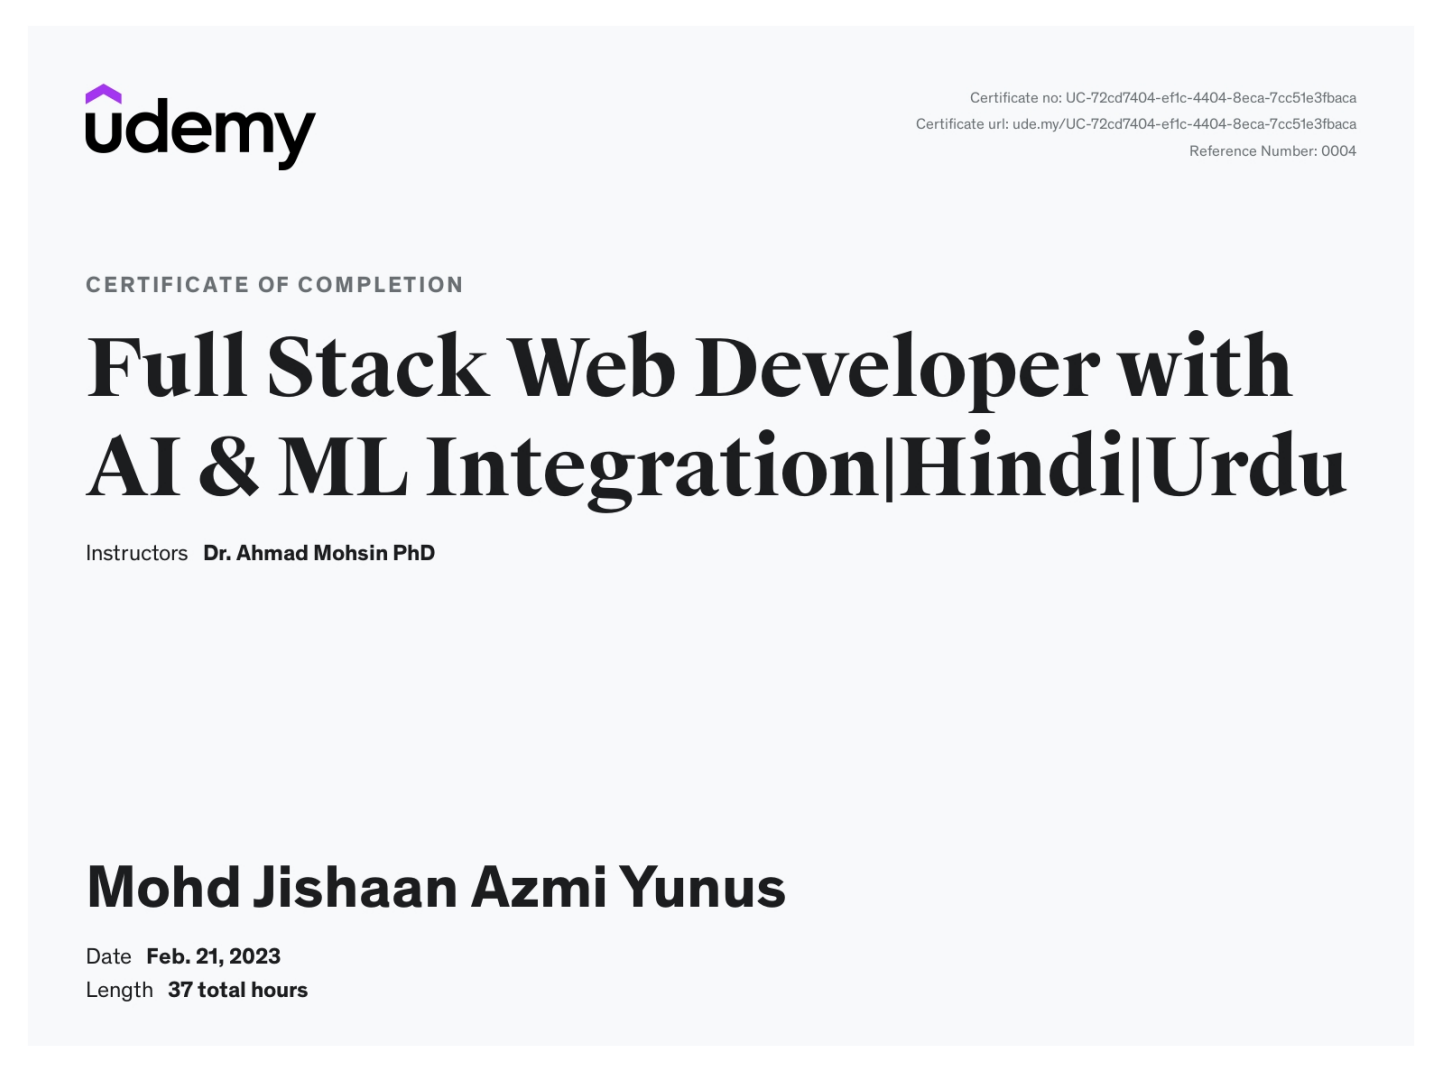 udemy
Certificate no: UC-72cd7404-ef1c-4404-8eca-7cc51e3fbaca
Certificate url: ude.my/UC-72cd7404-ef1c-4404-8eca-7cc51e3fbaca
Reference Number: 0004
CERTIFICATE OF COMPLETION
Full Stack Web Developer with
AI & ML Integration|Hindi|Urdu
Instructors Dr. Ahmad Mohsin PhD
Mohd Jishaan Azmi Yunus
Date Feb. 21, 2023
Length 37 total hours